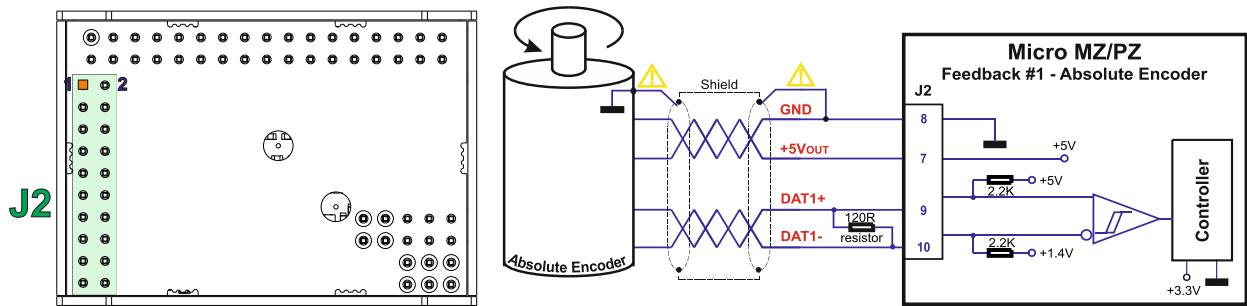 1 2
J2
Absolute Encoder
Shield
GND
+5VOUT
DAT1+
120R
resistor
DAT1-
Micro MZ/PZ
Feedback #1 - Absolute Encoder
J2
8
7
+5V
2.2K
+5V
9
10
2.2K
+1.4V
Controller
+3.3V